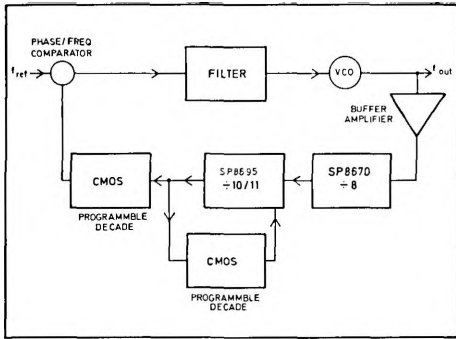 PHASE/FREQ
COMPARATOR
f ref
FILTER
VCO
f out
BUFFER
AMPLIFIER
CMOS
PROGRAMMBLE
DECADE
SP8695
÷10/11
SP8670
÷8
CMOS
PROGRAMMBLE
DECADE